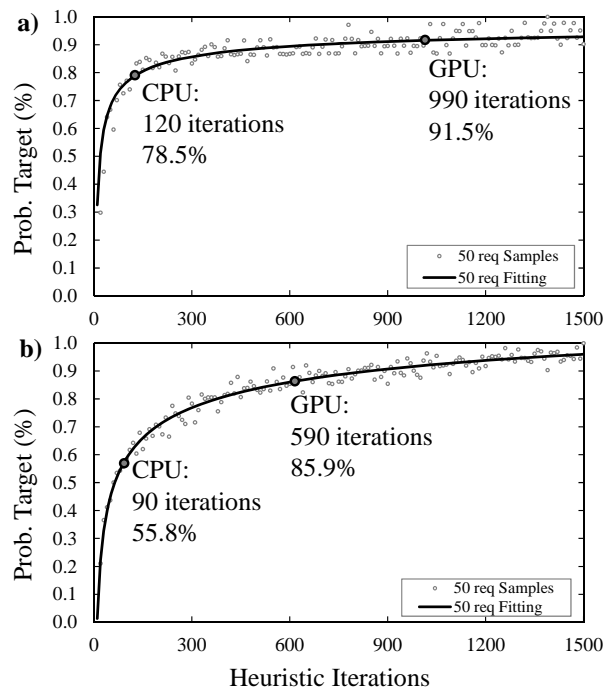 a)
1.0
0.9
0.8
0.7
0.6
0.5
0.4
0.3
0.2
0.1
0.0
Prob. Target (%)
CPU:
120 iterations
78.5%
GPU:
990 iterations
91.5%
50 req Samples
50 req Fitting
0 300 600 900 1200 1500
b)
1.0
0.9
0.8
0.7
0.6
0.5
0.4
0.3
0.2
0.1
0.0
Prob. Target (%)
GPU:
590 iterations
85.9%
CPU:
90 iterations
55.8%
50 req Samples
50 req Fitting
0 300 600 900 1200 1500
Heuristic Iterations